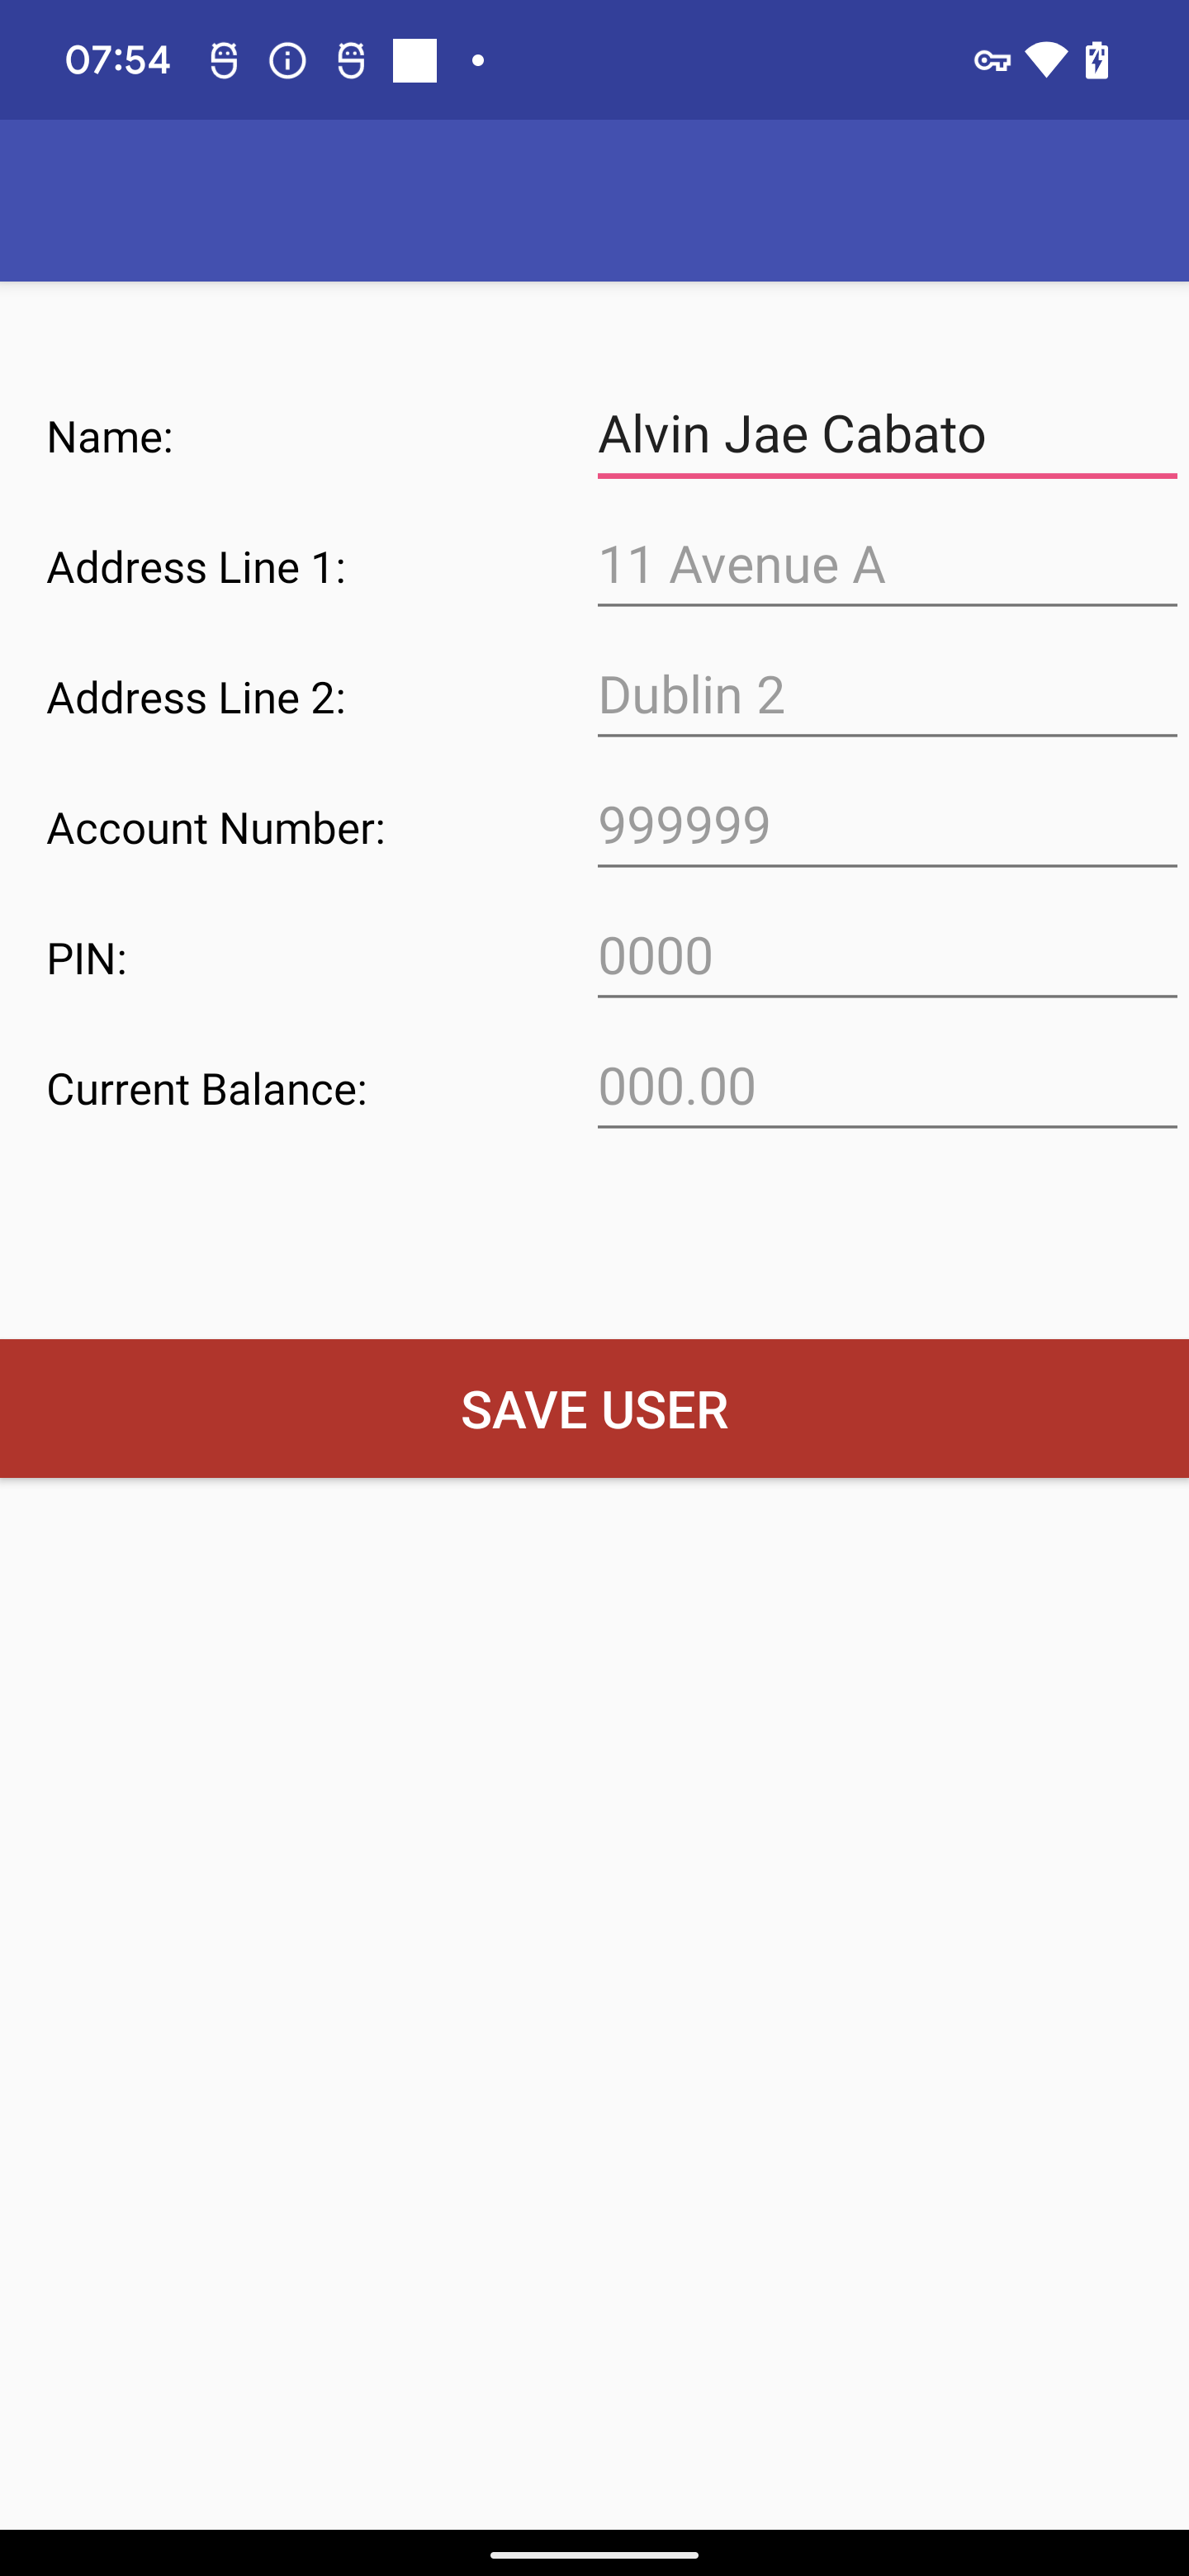 07:54
Name: Alvin Jae Cabato
Address Line 1: 11 Avenue A
Address Line 2: Dublin 2
Account Number: 999999
PIN: 0000
Current Balance: 000.00
SAVE USER